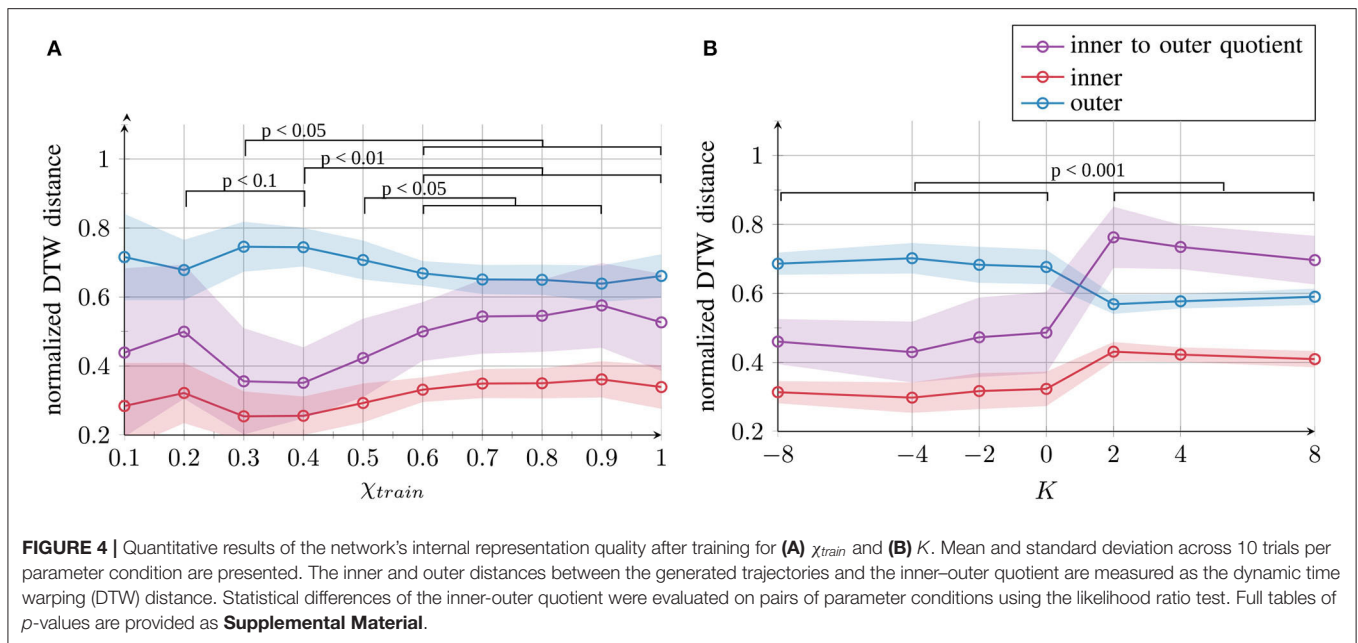 A
B
inner to outer quotient
inner
outer
p < 0.05
p < 0.01
p < 0.1
p < 0.05
1
0.8
0.6
0.4
0.2
normalized DTW distance
0.1 0.2 0.3 0.4 0.5 0.6 0.7 0.8 0.9 1
χtrain
p < 0.001
1
0.8
0.6
0.4
0.2
normalized DTW distance
−8 −4 −2 0 2 4 8
K
FIGURE 4 | Quantitative results of the network's internal representation quality after training for (A) χtrain and (B) K. Mean and standard deviation across 10 trials per
parameter condition are presented. The inner and outer distances between the generated trajectories and the inner–outer quotient are measured as the dynamic time
warping (DTW) distance. Statistical differences of the inner-outer quotient were evaluated on pairs of parameter conditions using the likelihood ratio test. Full tables of
p-values are provided as Supplemental Material.